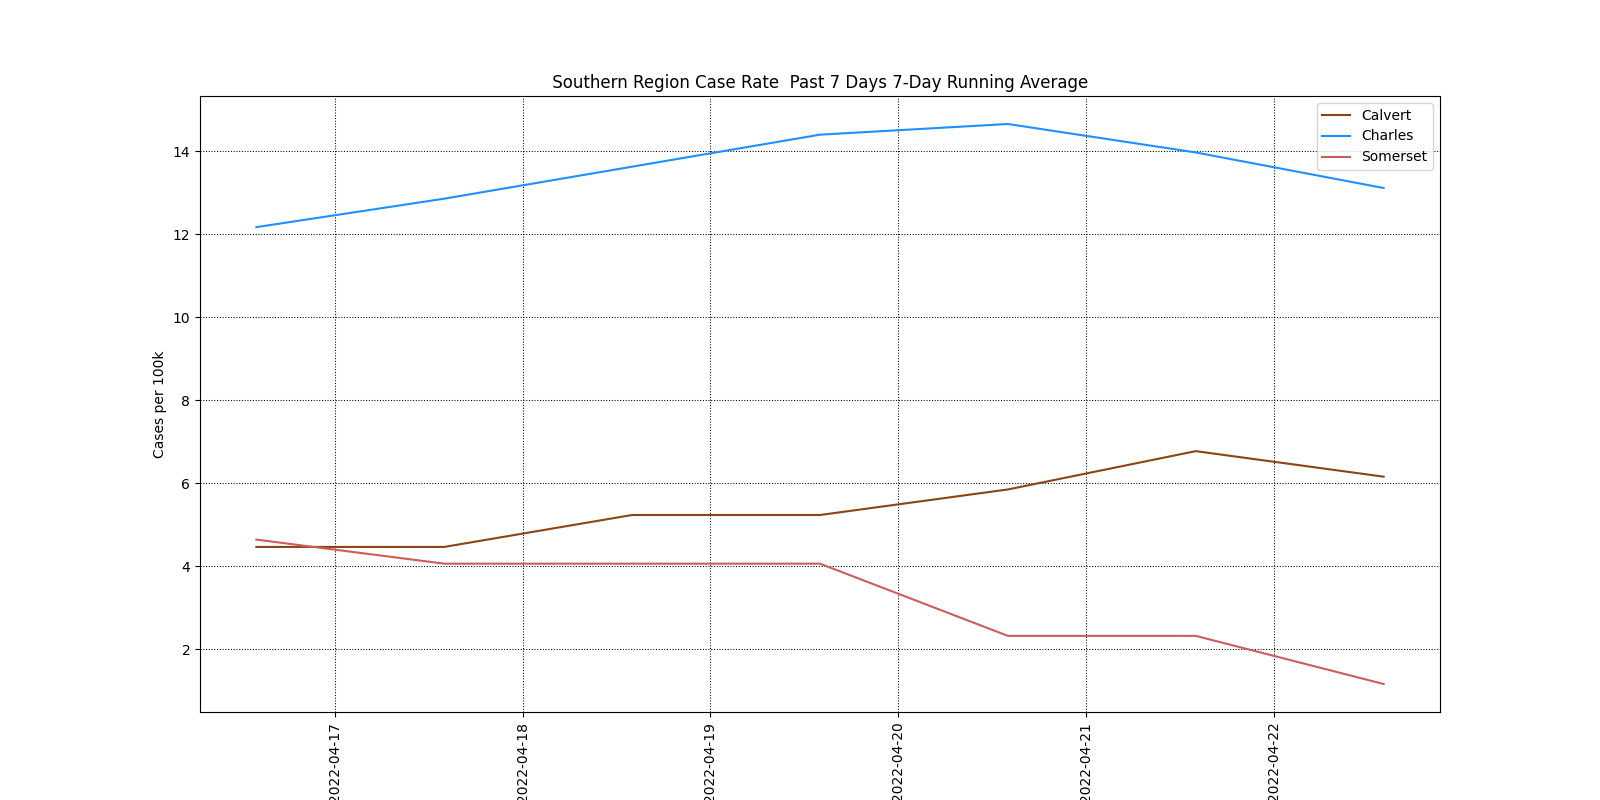 Southern Region Case Rate  Past 7 Days 7-Day Running Average
Calvert
Charles
Somerset
Cases per 100k
14
12
10
8
6
4
2
2022-04-17
2022-04-18
2022-04-19
2022-04-20
2022-04-21
2022-04-22